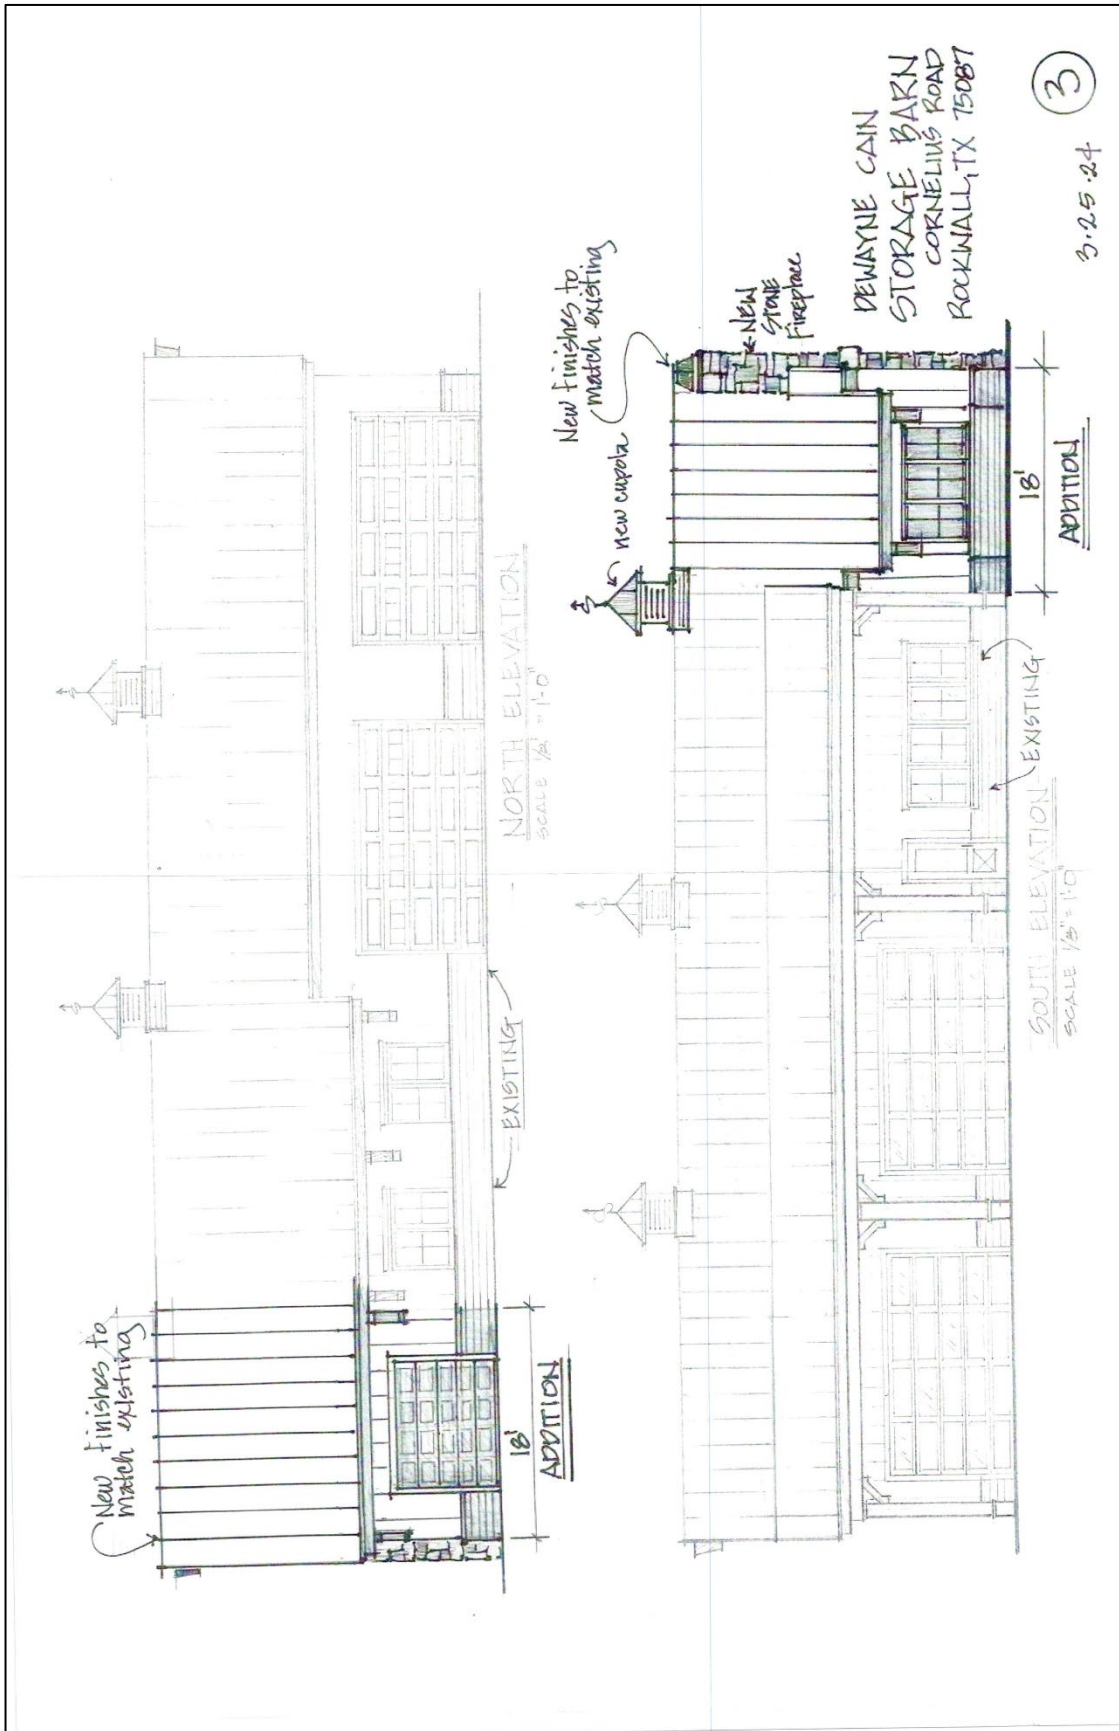 New finishes to
match existing
NORTH ELEVATION
SCALE 1/8" = 1'-0"
EXISTING
18'
ADDITION
New finishes to
match existing
new cupola
NEW
STONE
Fireplace
EXISTING
SOUTH ELEVATION
SCALE 1/8" = 1'-0"
18'
ADDITION
DEWAYNE CAIN
STORAGE BARN
CORNELIUS ROAD
ROCKWALL, TX 75087
3.25.24
3